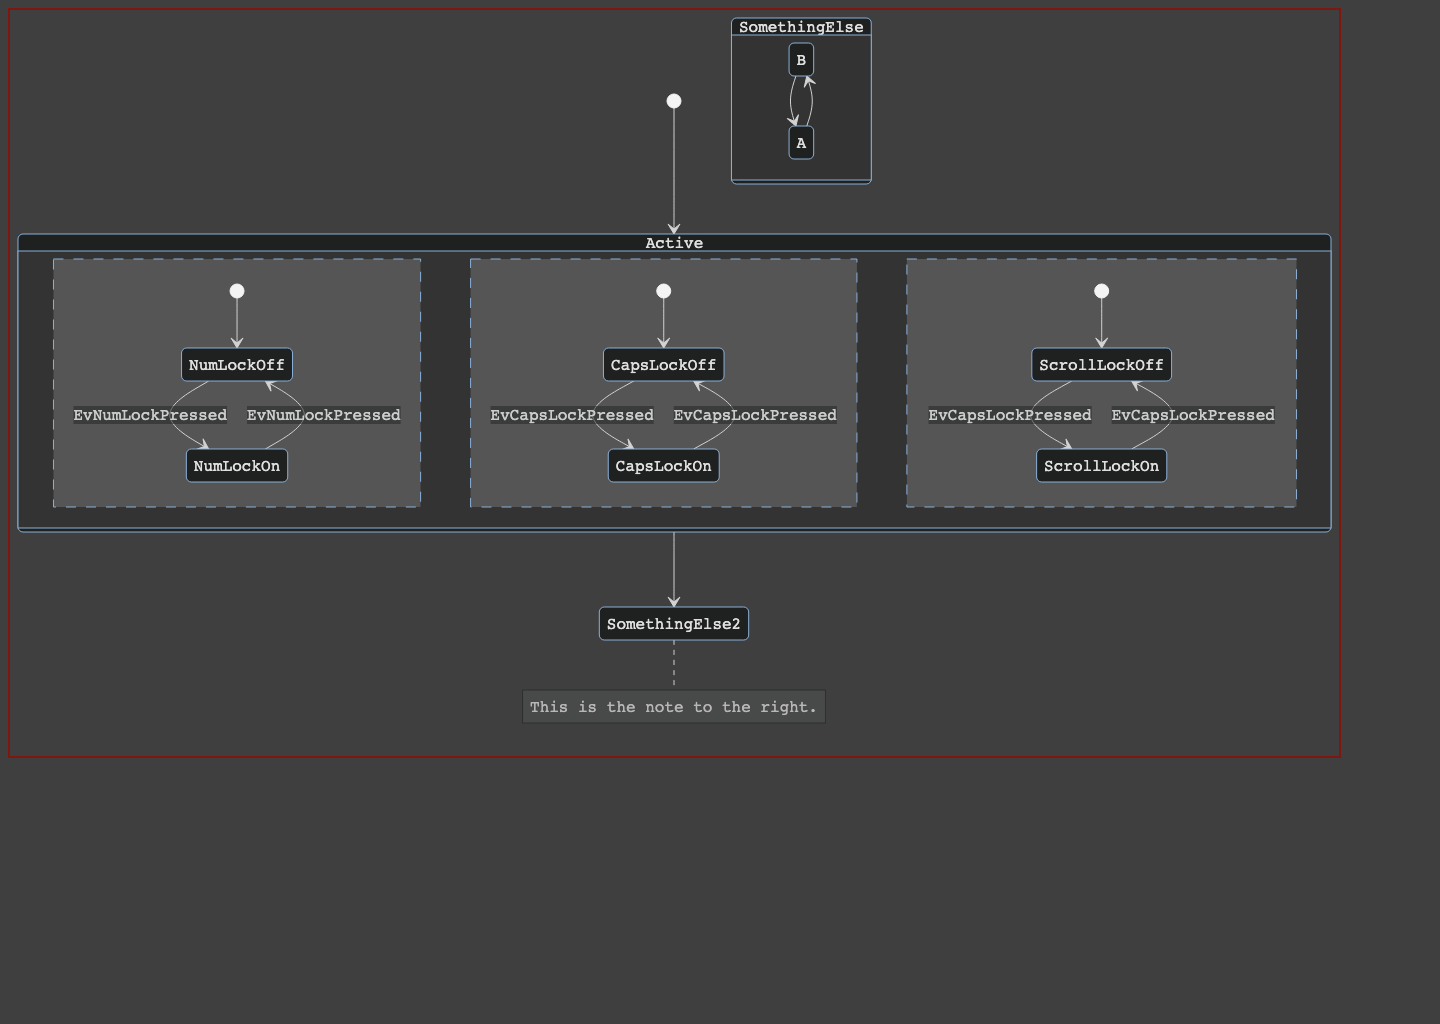 SomethingElse
B
A
Active
NumLockOff
EvNumLockPressed EvNumLockPressed
NumLockOn
CapsLockOff
EvCapsLockPressed EvCapsLockPressed
CapsLockOn
ScrollLockOff
EvCapsLockPressed EvCapsLockPressed
ScrollLockOn
SomethingElse2
This is the note to the right.